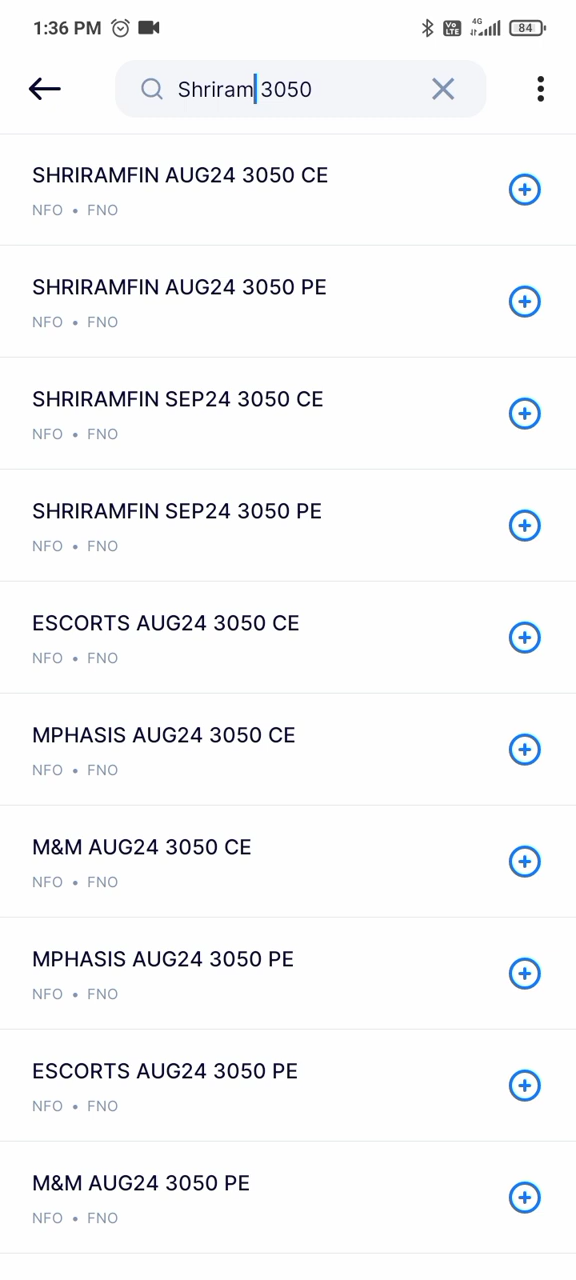 1:36 PM 4G 84
Vo LTE
Shriram 3050
SHRIRAMFIN AUG24 3050 CE
NFO • FNO
SHRIRAMFIN AUG24 3050 PE
NFO • FNO
SHRIRAMFIN SEP24 3050 CE
NFO • FNO
SHRIRAMFIN SEP24 3050 PE
NFO • FNO
ESCORTS AUG24 3050 CE
NFO • FNO
MPHASIS AUG24 3050 CE
NFO • FNO
M&M AUG24 3050 CE
NFO • FNO
MPHASIS AUG24 3050 PE
NFO • FNO
ESCORTS AUG24 3050 PE
NFO • FNO
M&M AUG24 3050 PE
NFO • FNO